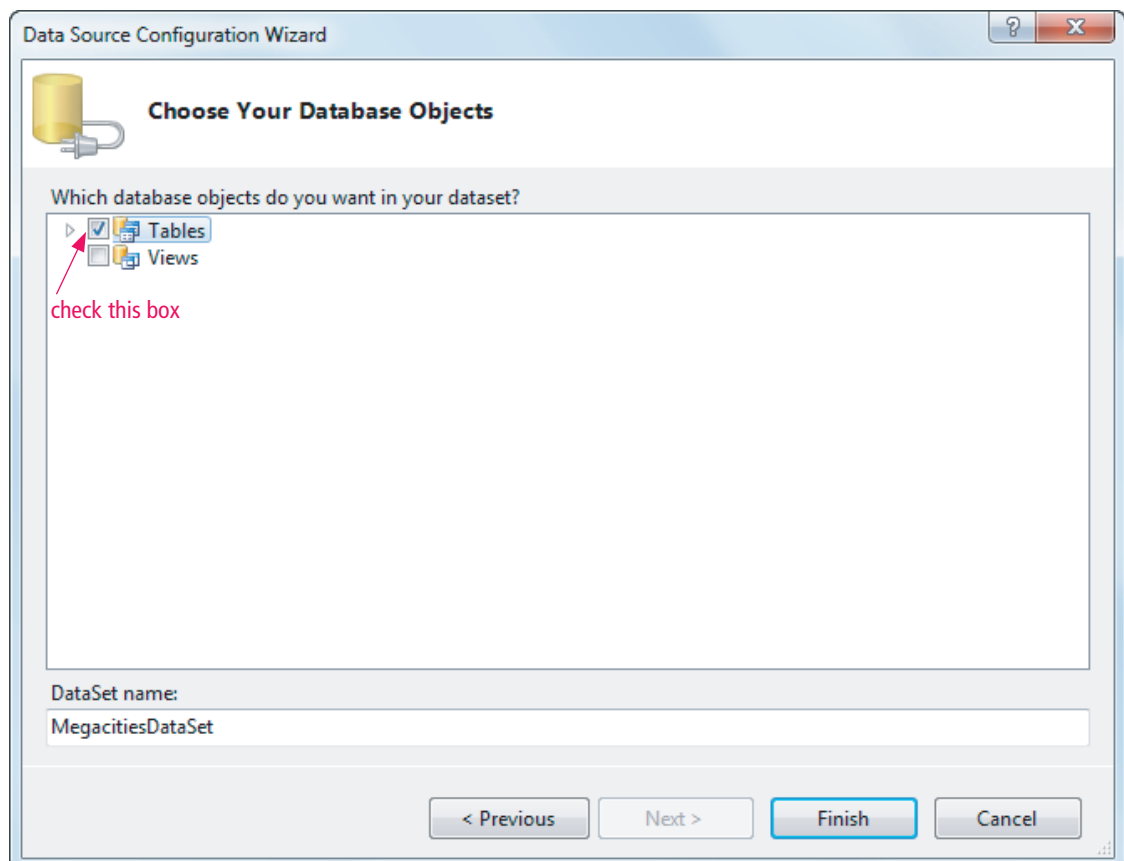 Data Source Configuration Wizard
Choose Your Database Objects
Which database objects do you want in your dataset?
Tables
Views
check this box
DataSet name:
MegacitiesDataSet
< Previous
Next >
Finish
Cancel